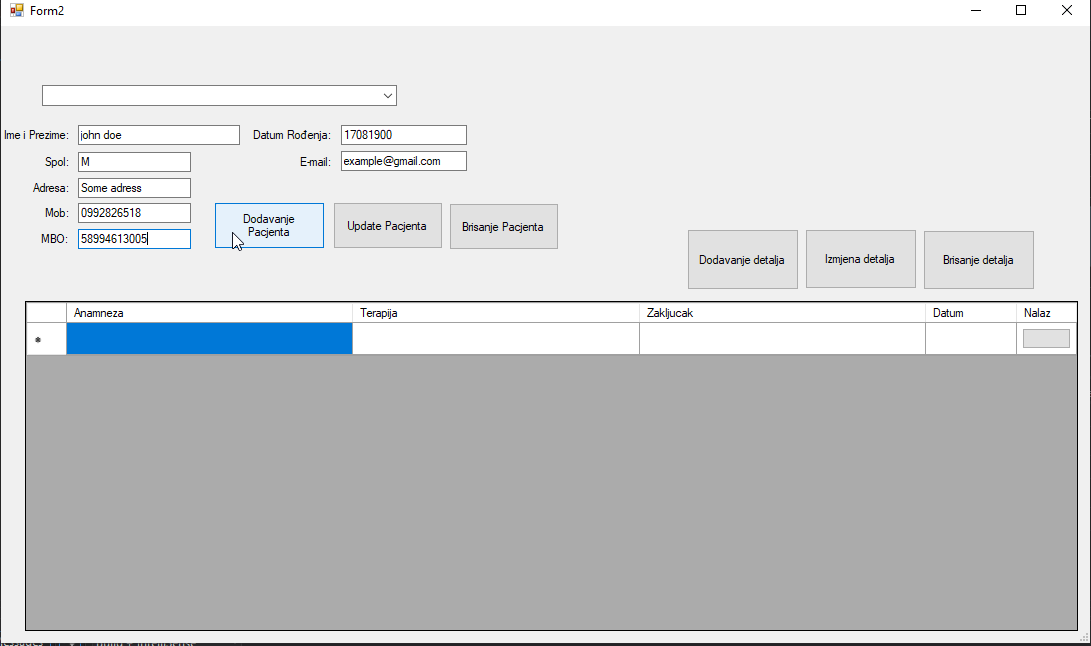 Form2
Ime i Prezime: john doe Datum Rođenja: 17081900
Spol: M E-mail: example@gmail.com
Adresa: Some adress
Mob: 0992826518
MBO: 58994613005
Dodavanje
Pacjenta
Update Pacjenta
Brisanje Pacjenta
Dodavanje detalja
Izmjena detalja
Brisanje detalja
Anamneza Terapija Zakljucak Datum Nalaz